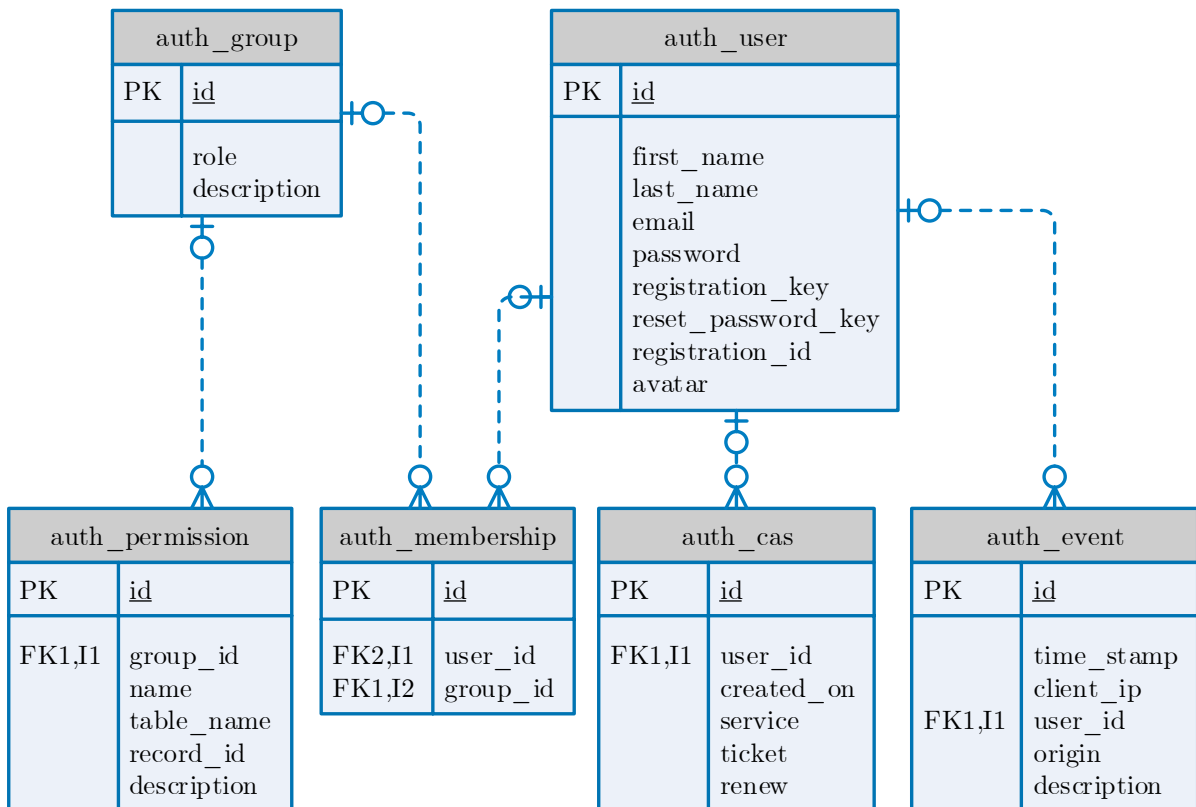 auth_group
PK id
role
description
auth_user
PK id
first_name
last_name
email
password
registration_key
reset_password_key
registration_id
avatar
auth_permission
PK id
FK1,I1 group_id
name
table_name
record_id
description
auth_membership
PK id
FK2,I1 user_id
FK1,I2 group_id
auth_cas
PK id
FK1,I1 user_id
created_on
service
ticket
renew
auth_event
PK id
time_stamp
client_ip
FK1,I1 user_id
origin
description